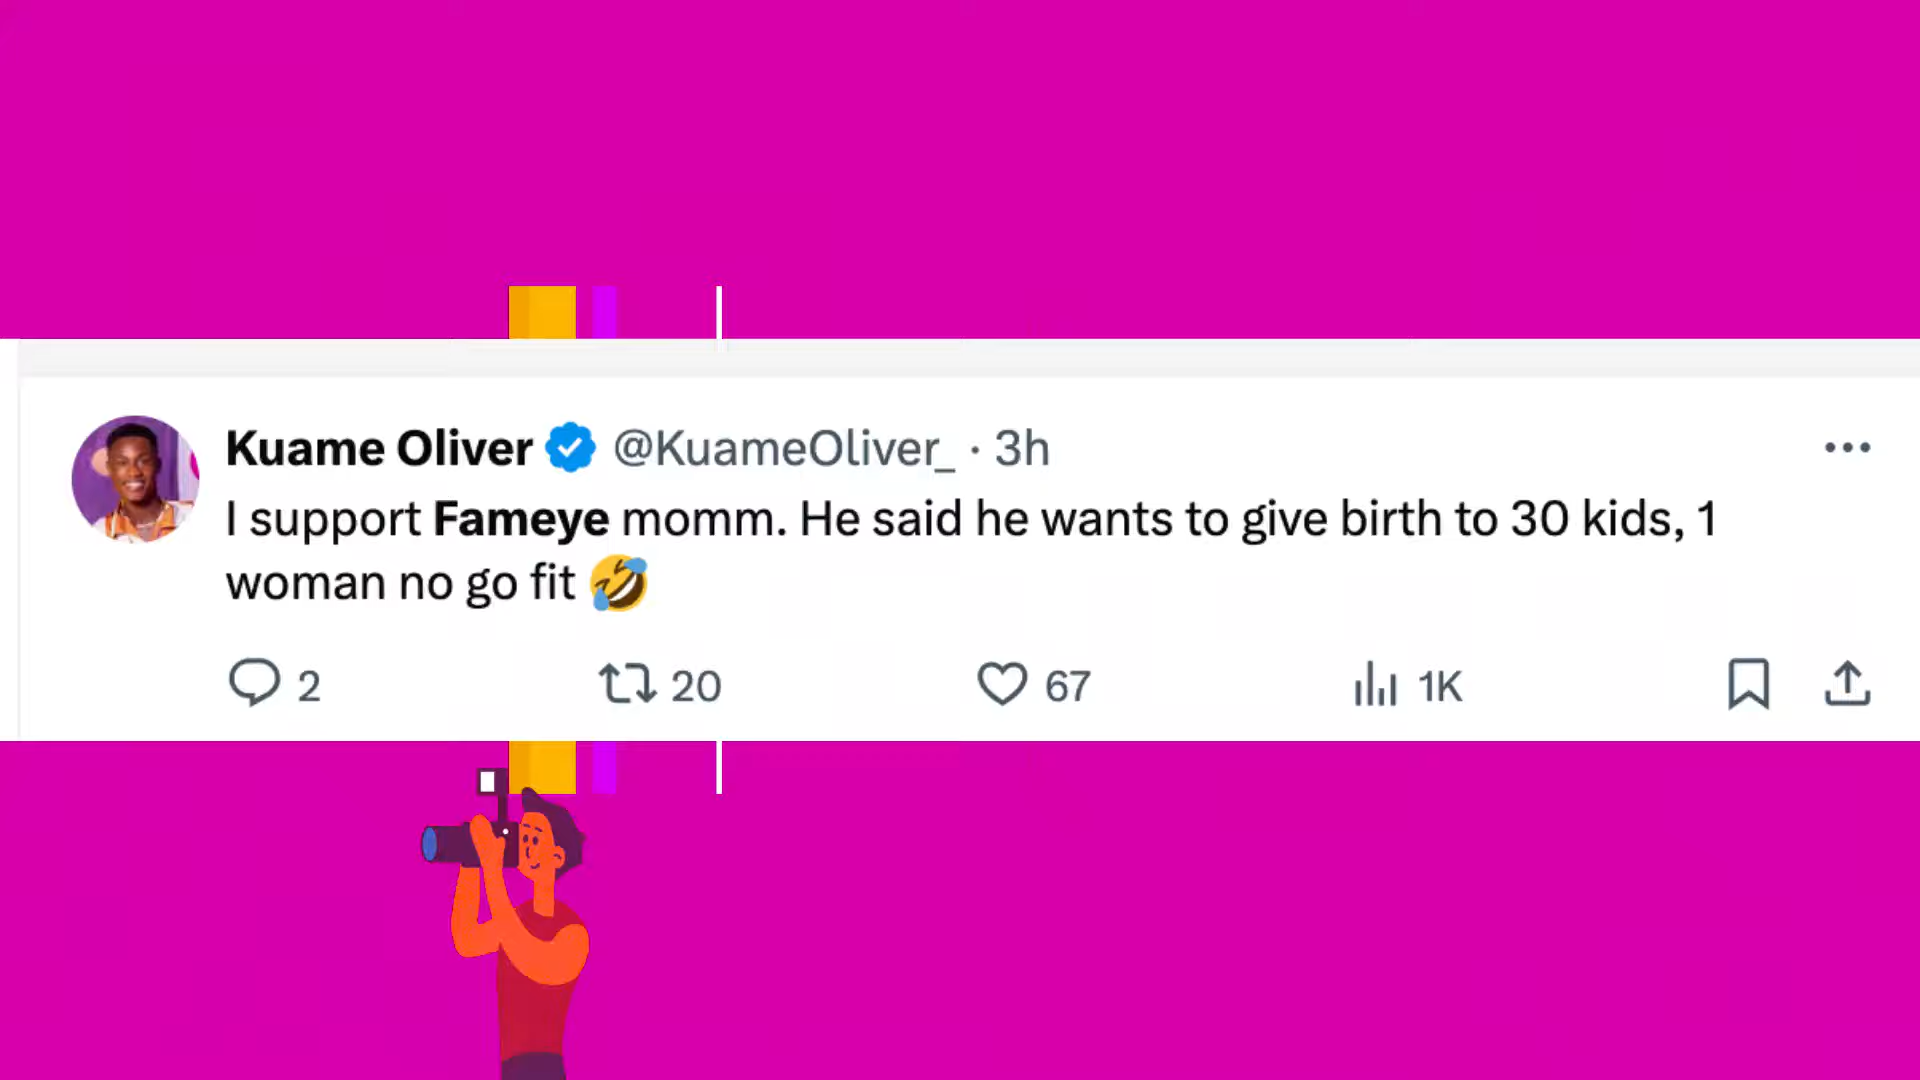 Kuame Oliver @KuameOliver_ · 3h
I support Fameye momm. He said he wants to give birth to 30 kids, 1
woman no go fit 🤣
2 20 67 1K